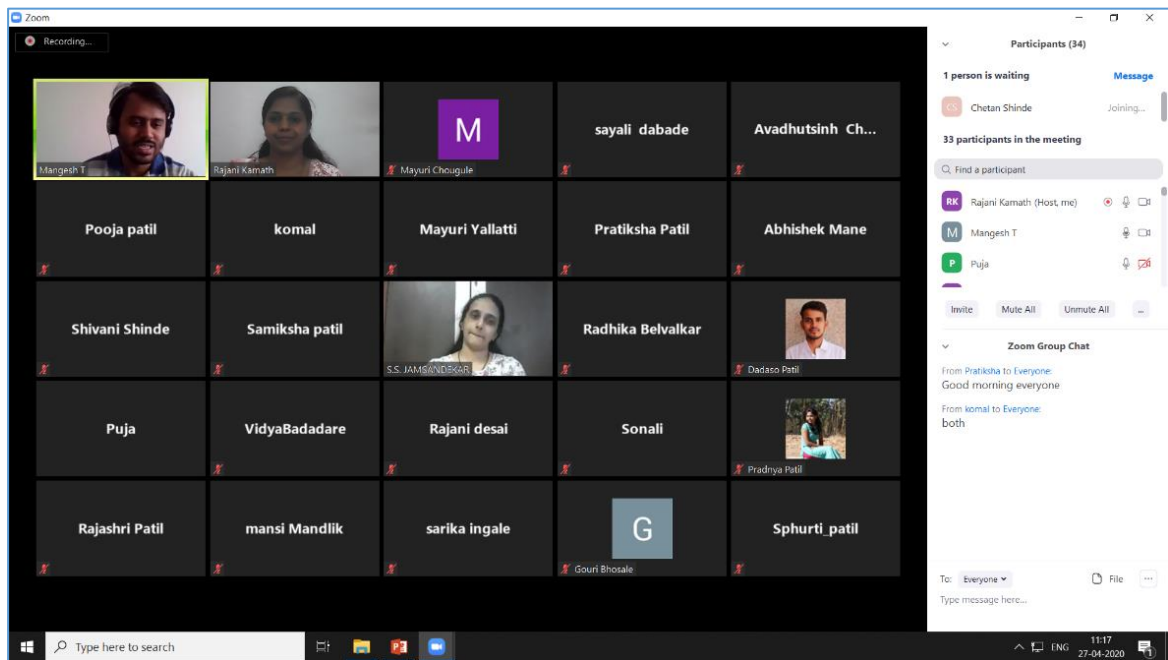 Zoom
Recording...
Mangesh T
Rajani Kamath
M
Mayuri Chougule
sayali dabade
Avadhutsinh Ch...
Pooja patil
komal
Mayuri Yallatti
Pratiksha Patil
Abhishek Mane
Shivani Shinde
Samiksha patil
S.S. JAMSANDEKAR
Radhika Belvalkar
Dadaso Patil
Puja
VidyaBadadare
Rajani desai
Sonali
Pradnya Patil
Rajashri Patil
mansi Mandlik
sarika ingale
G
Gouri Bhosale
Sphurti_patil
Participants (34)
1 person is waiting Message
CS Chetan Shinde Joining...
33 participants in the meeting
Find a participant
RK Rajani Kamath (Host, me)
M Mangesh T
P Puja
Invite Mute All Unmute All ...
Zoom Group Chat
From Pratiksha to Everyone:
Good morning everyone
From komal to Everyone:
both
To: Everyone File ...
Type message here...
Type here to search
ENG 11:17
27-04-2020
1